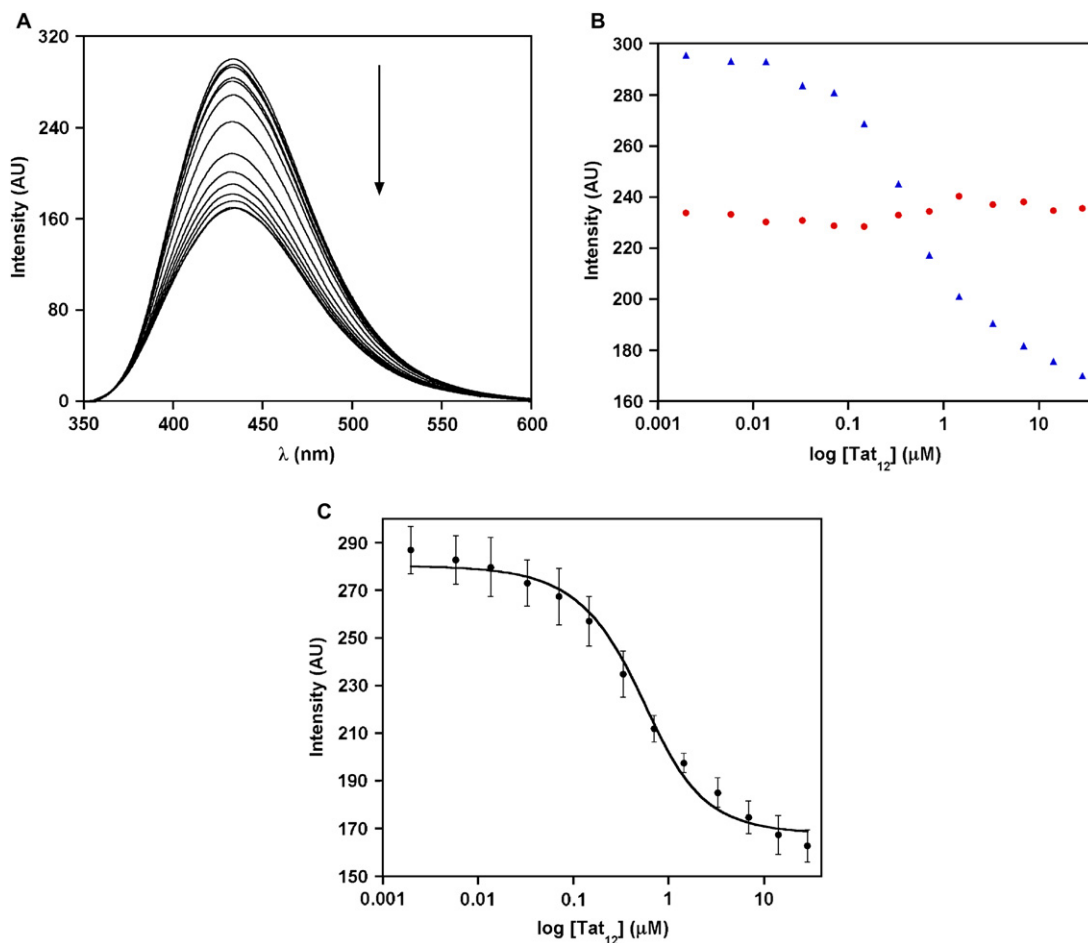 A
320
240
160
80
0
Intensity (AU)
350 400 450 500 550 600
λ (nm)
B
300
280
260
240
220
200
180
160
Intensity (AU)
0.001 0.01 0.1 1 10
log [Tat₁₂] (μM)
C
290
270
250
230
210
190
170
150
Intensity (AU)
0.001 0.01 0.1 1 10
log [Tat₁₂] (μM)